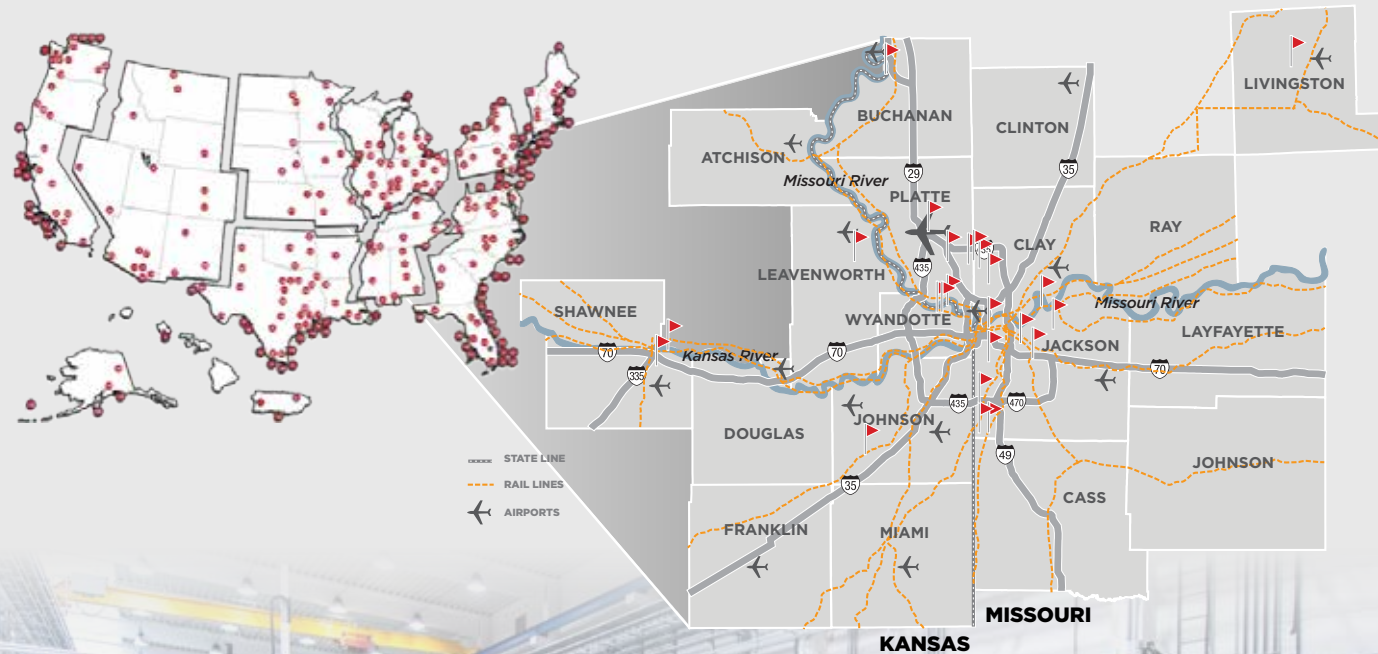 LIVINGSTON
BUCHANAN
CLINTON
ATCHISON
35
29
Missouri River
PLATTE
RAY
CLAY
35
435
LEAVENWORTH
Missouri River
SHAWNEE
WYANDOTTE
LAYFAYETTE
JACKSON
70
Kansas River
70
70
335
435
470
JOHNSON
DOUGLAS
49
JOHNSON
STATE LINE
RAIL LINES
35
CASS
AIRPORTS
FRANKLIN
MIAMI
MISSOURI
KANSAS